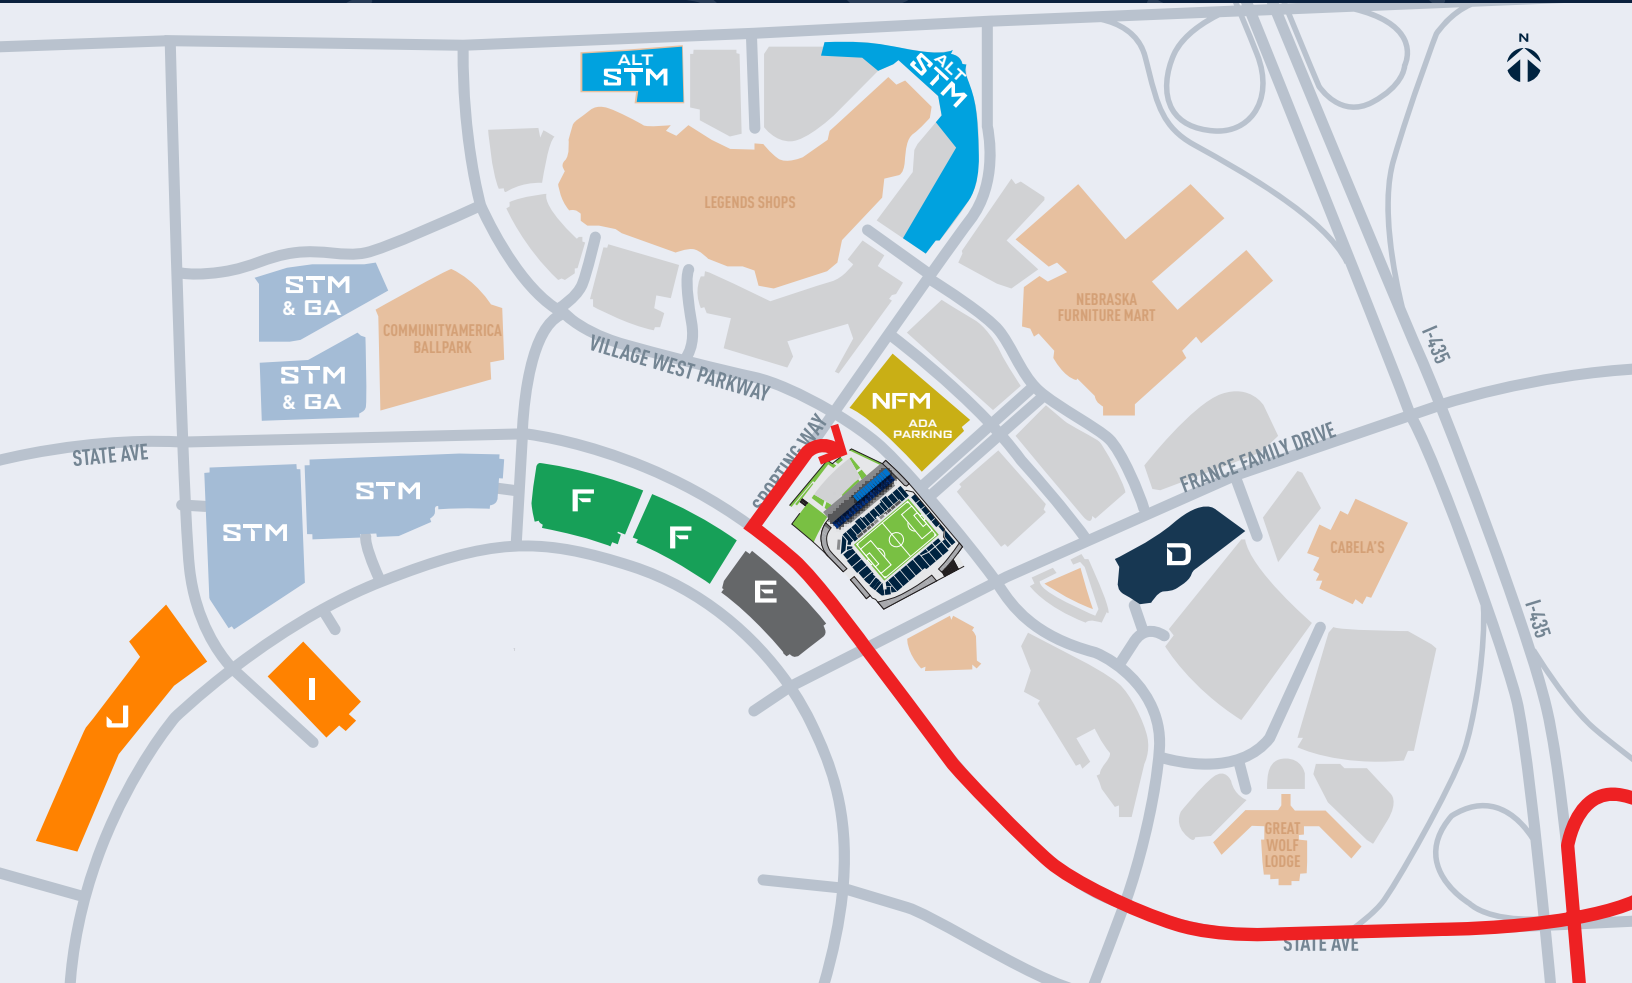 N
ALT
STM
ALT
STM
LEGENDS SHOPS
STM
& GA
COMMUNITYAMERICA
BALLPARK
NEBRASKA
FURNITURE MART
I-435
VILLAGE WEST PARKWAY
STM
& GA
NFM
ADA
PARKING
STATE AVE
SPORTING WAY
FRANCE FAMILY DRIVE
STM
STM
F
F
E
D
CABELA'S
I-435
J
I
GREAT
WOLF
LODGE
STATE AVE